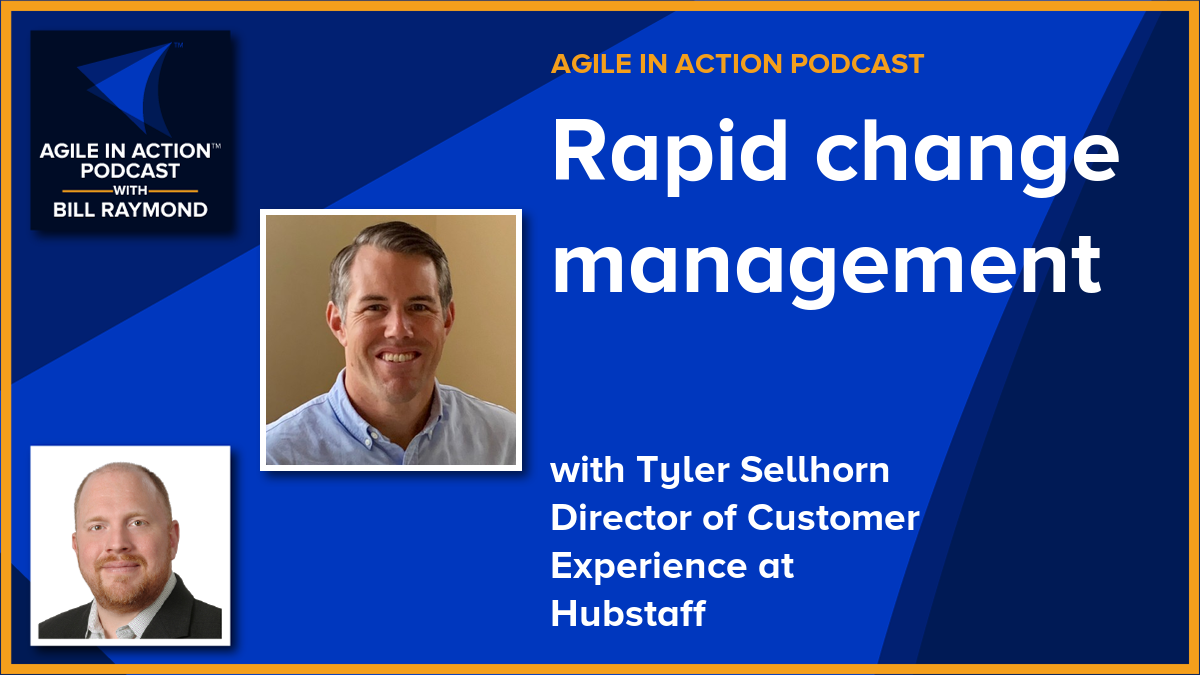 AGILE IN ACTION™
PODCAST
WITH
BILL RAYMOND
AGILE IN ACTION PODCAST
Rapid change
management
with Tyler Sellhorn
Director of Customer
Experience at
Hubstaff
TM